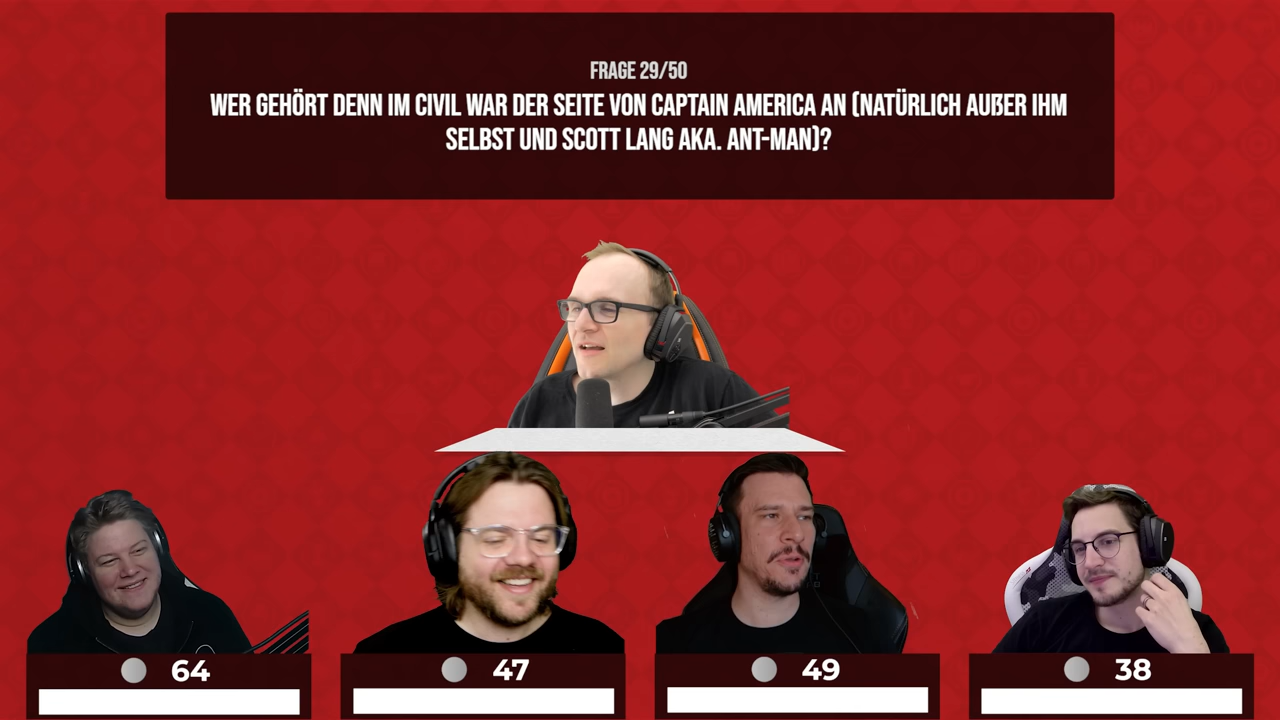 FRAGE 29/50
WER GEHÖRT DENN IM CIVIL WAR DER SEITE VON CAPTAIN AMERICA AN (NATÜRLICH AUßER IHM
SELBST UND SCOTT LANG AKA. ANT-MAN)?
64
47
49
38